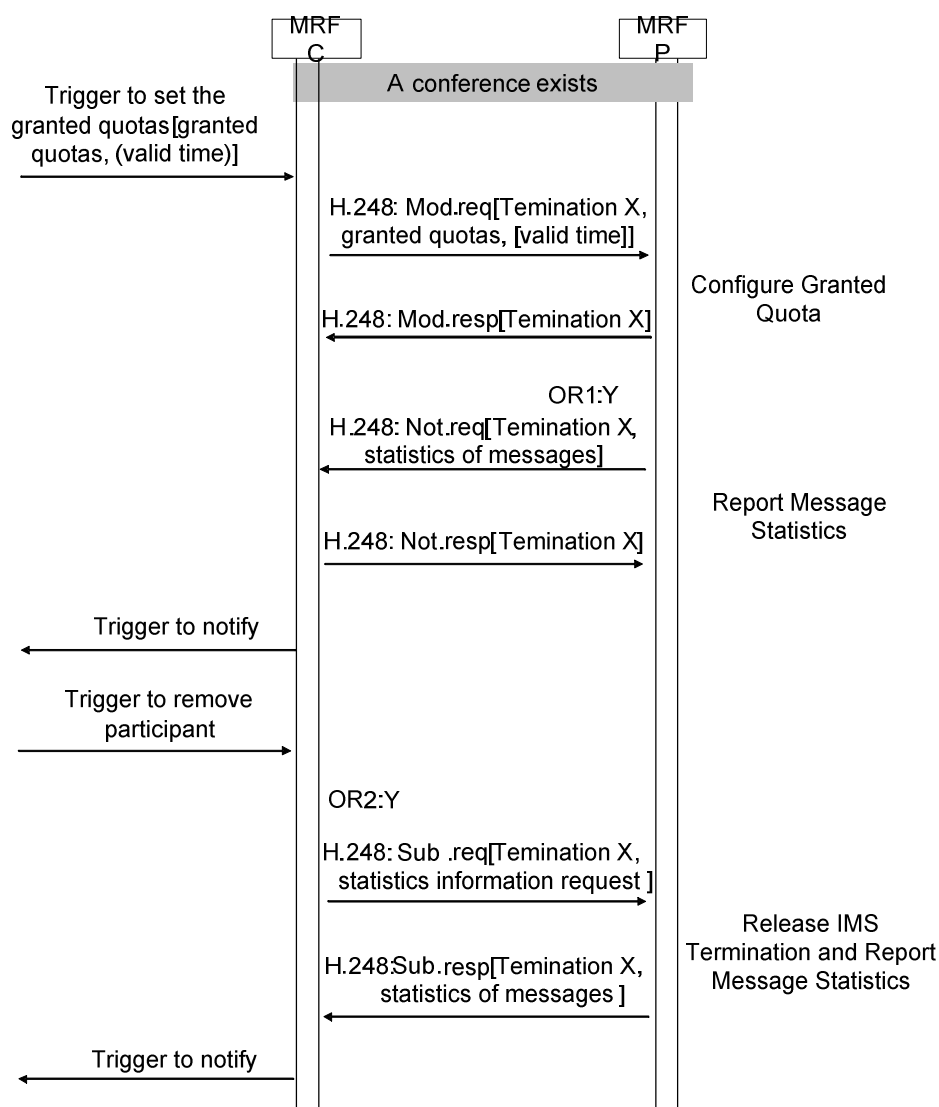 MRF
C
MRF
P
A conference exists
Trigger to set the
granted quotas[granted
quotas, (valid time)]
H.248: Mod.req[Temination X,
granted quotas, [valid time]]
Configure Granted
Quota
H.248: Mod.resp[Temination X]
OR1:Y
H.248: Not.req[Temination X,
statistics of messages]
Report Message
Statistics
H.248: Not.resp[Temination X]
Trigger to notify
Trigger to remove
participant
OR2:Y
H.248: Sub .req[Temination X,
statistics information request ]
Release IMS
Termination and Report
Message Statistics
H.248:Sub.resp[Temination X,
statistics of messages ]
Trigger to notify